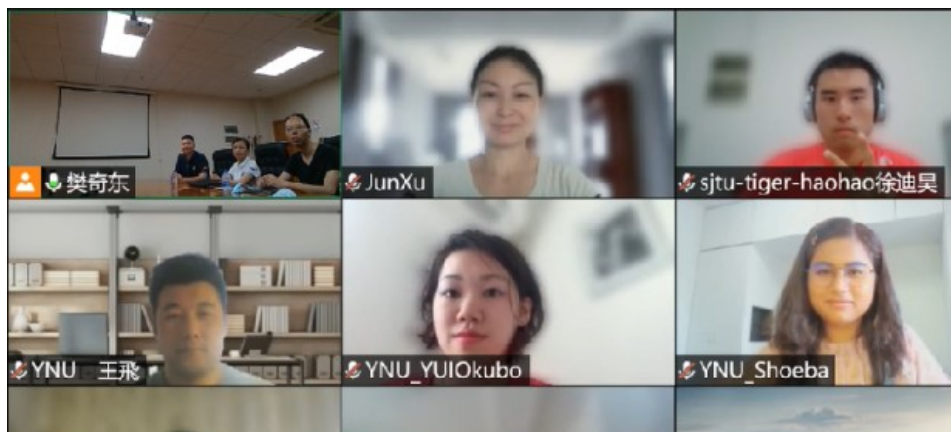 樊奇东
JunXu
sjtu-tiger-haohao徐迪昊
YNU 王飛
YNU_YUIOkubo
YNU_Shoeba